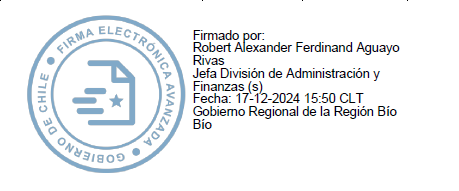 FIRMA ELECTRÓNICA AVANZADA
GOBIERNO DE CHILE
Firmado por:
Robert Alexander Ferdinand Aguayo
Rivas
Jefa División de Administración y
Finanzas (s)
Fecha: 17-12-2024 15:50 CLT
Gobierno Regional de la Región Bío
Bío